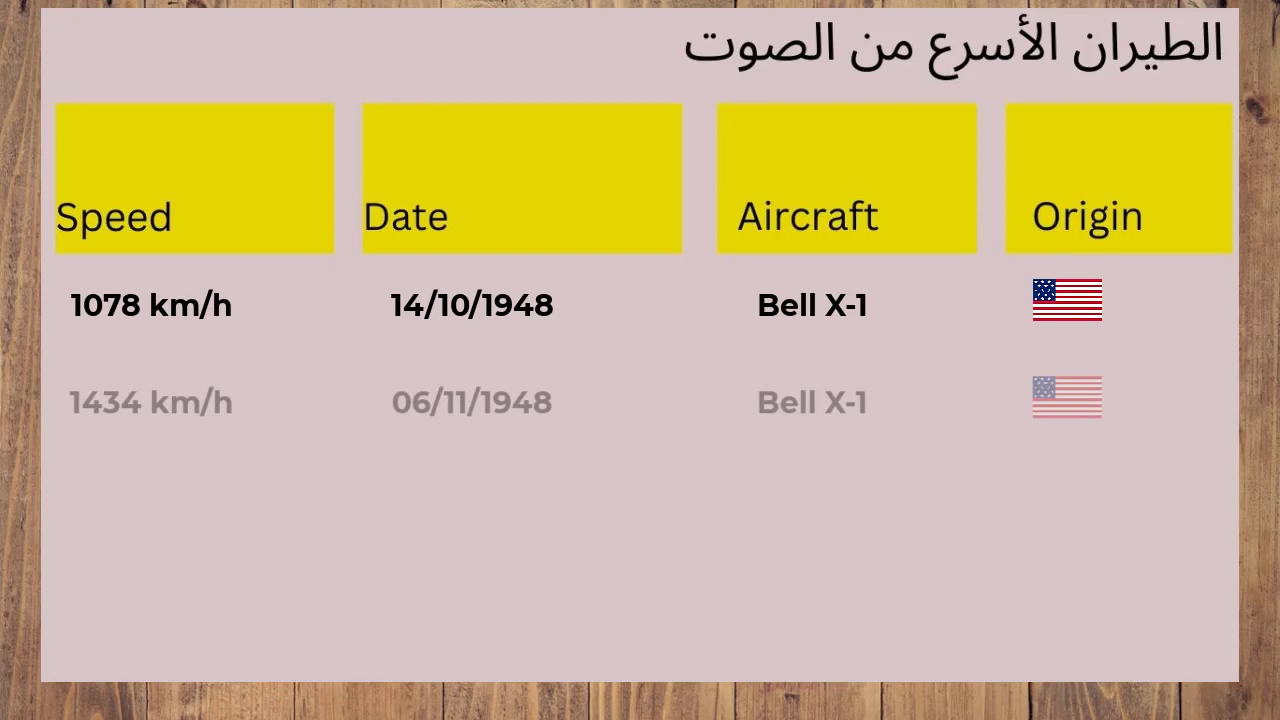 الطيران الأسرع من الصوت
Speed Date Aircraft Origin
1078 km/h 14/10/1948 Bell X-1
1434 km/h 06/11/1948 Bell X-1